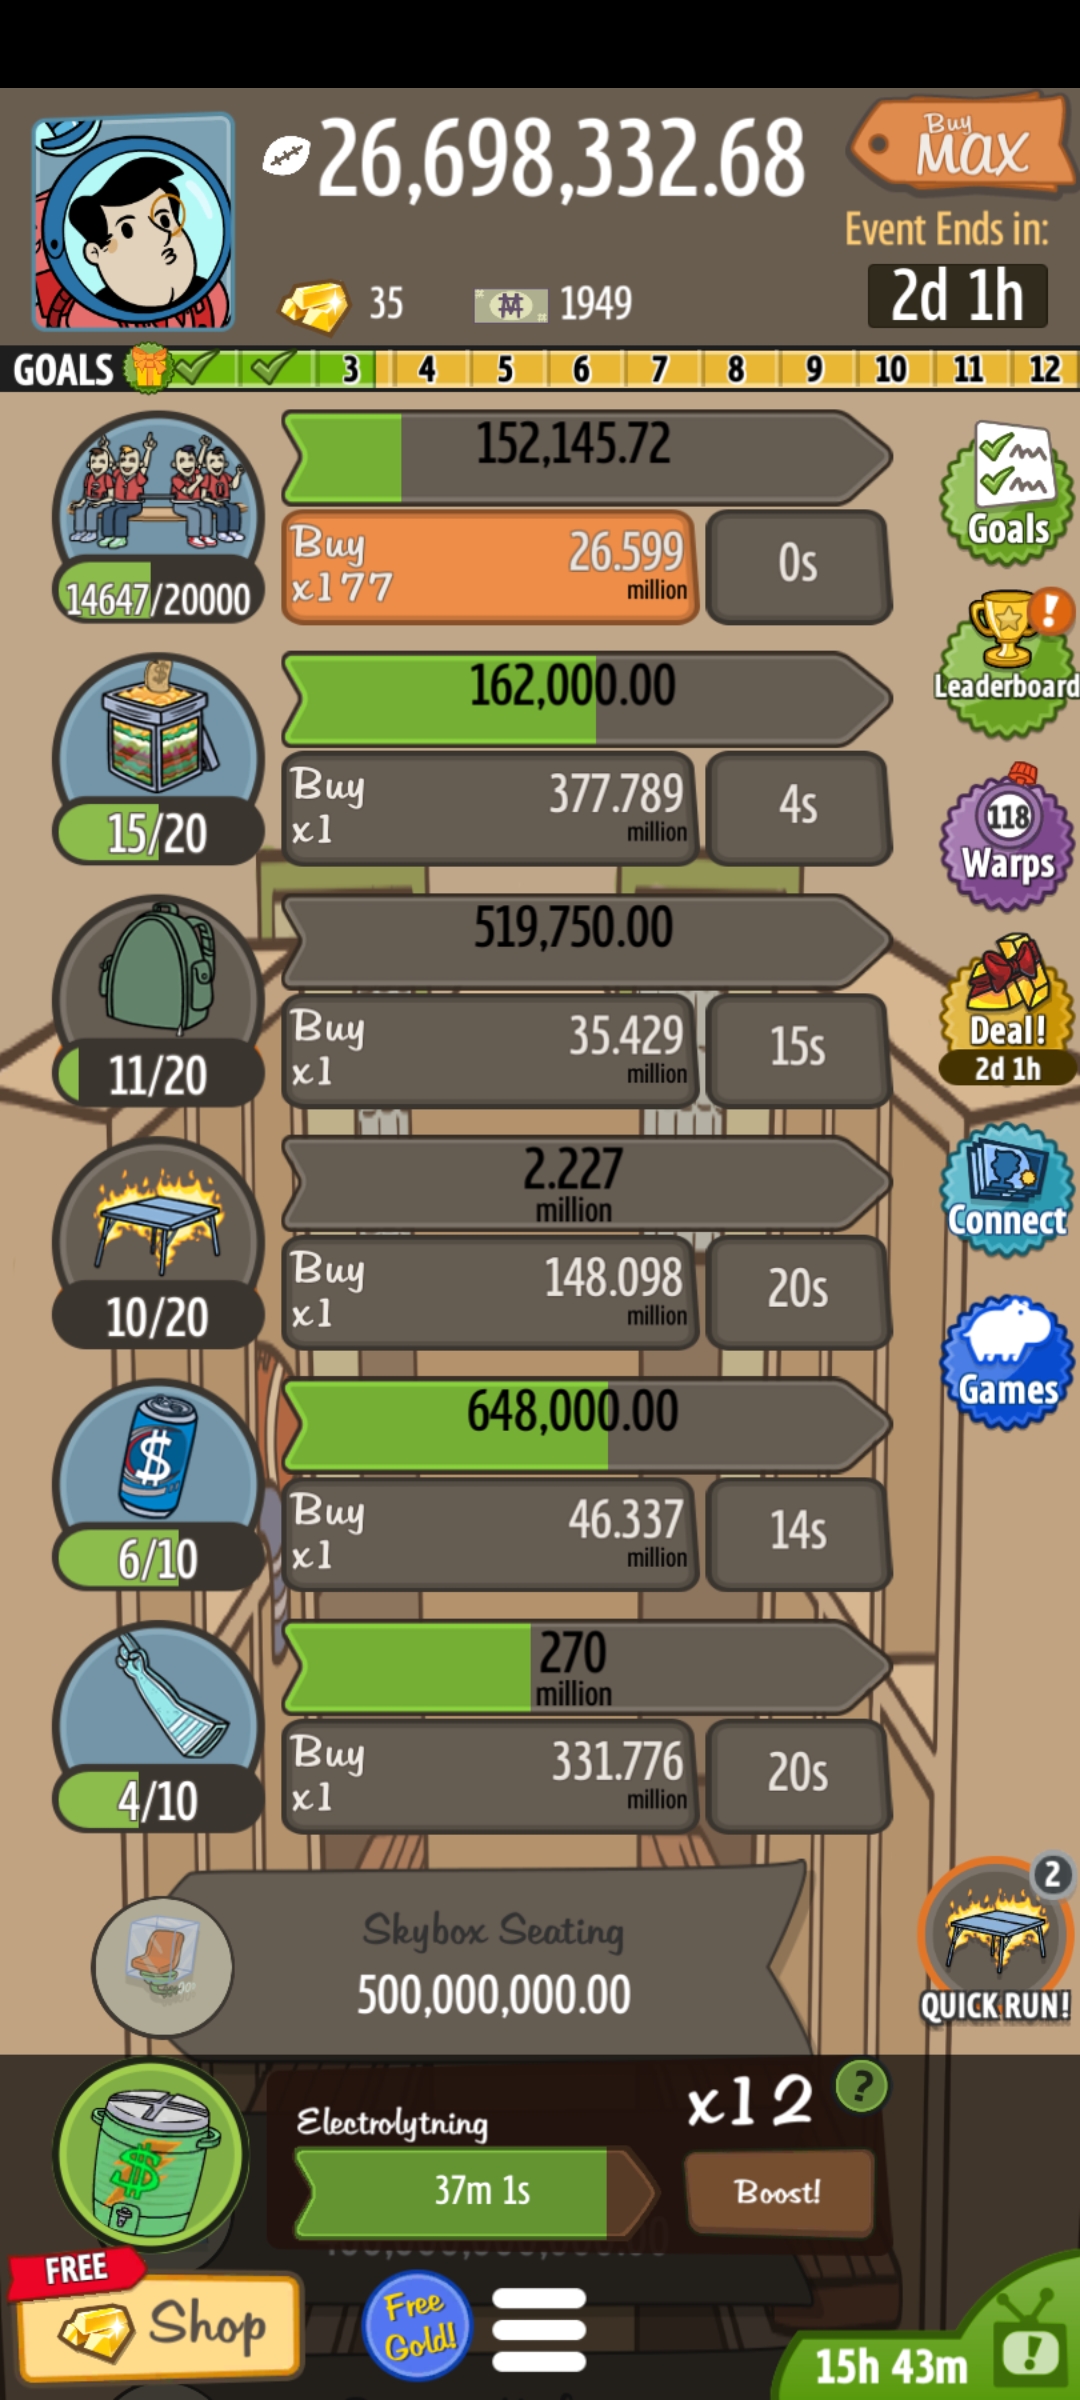 26,698,332.68
Buy
MAX
Event Ends in:
35
1949
2d 1h
GOALS 3 4 5 6 7 8 9 10 11 12
152,145.72
Buy
x177
26.599
million
0s
14647/20000
Goals
Leaderboard
162,000.00
Buy
x1
377.789
million
4s
15/20
118
Warps
519,750.00
Buy
x1
35.429
million
15s
11/20
Deal!
2d 1h
2.227
million
Buy
x1
148.098
million
20s
10/20
Connect
Games
648,000.00
Buy
x1
46.337
million
14s
6/10
270
million
Buy
x1
331.776
million
20s
4/10
Skybox Seating
500,000,000.00
2
QUICK RUN!
Electrolytning
x12
?
37m 1s
Boost!
FREE
Shop
Free
Gold!
15h 43m